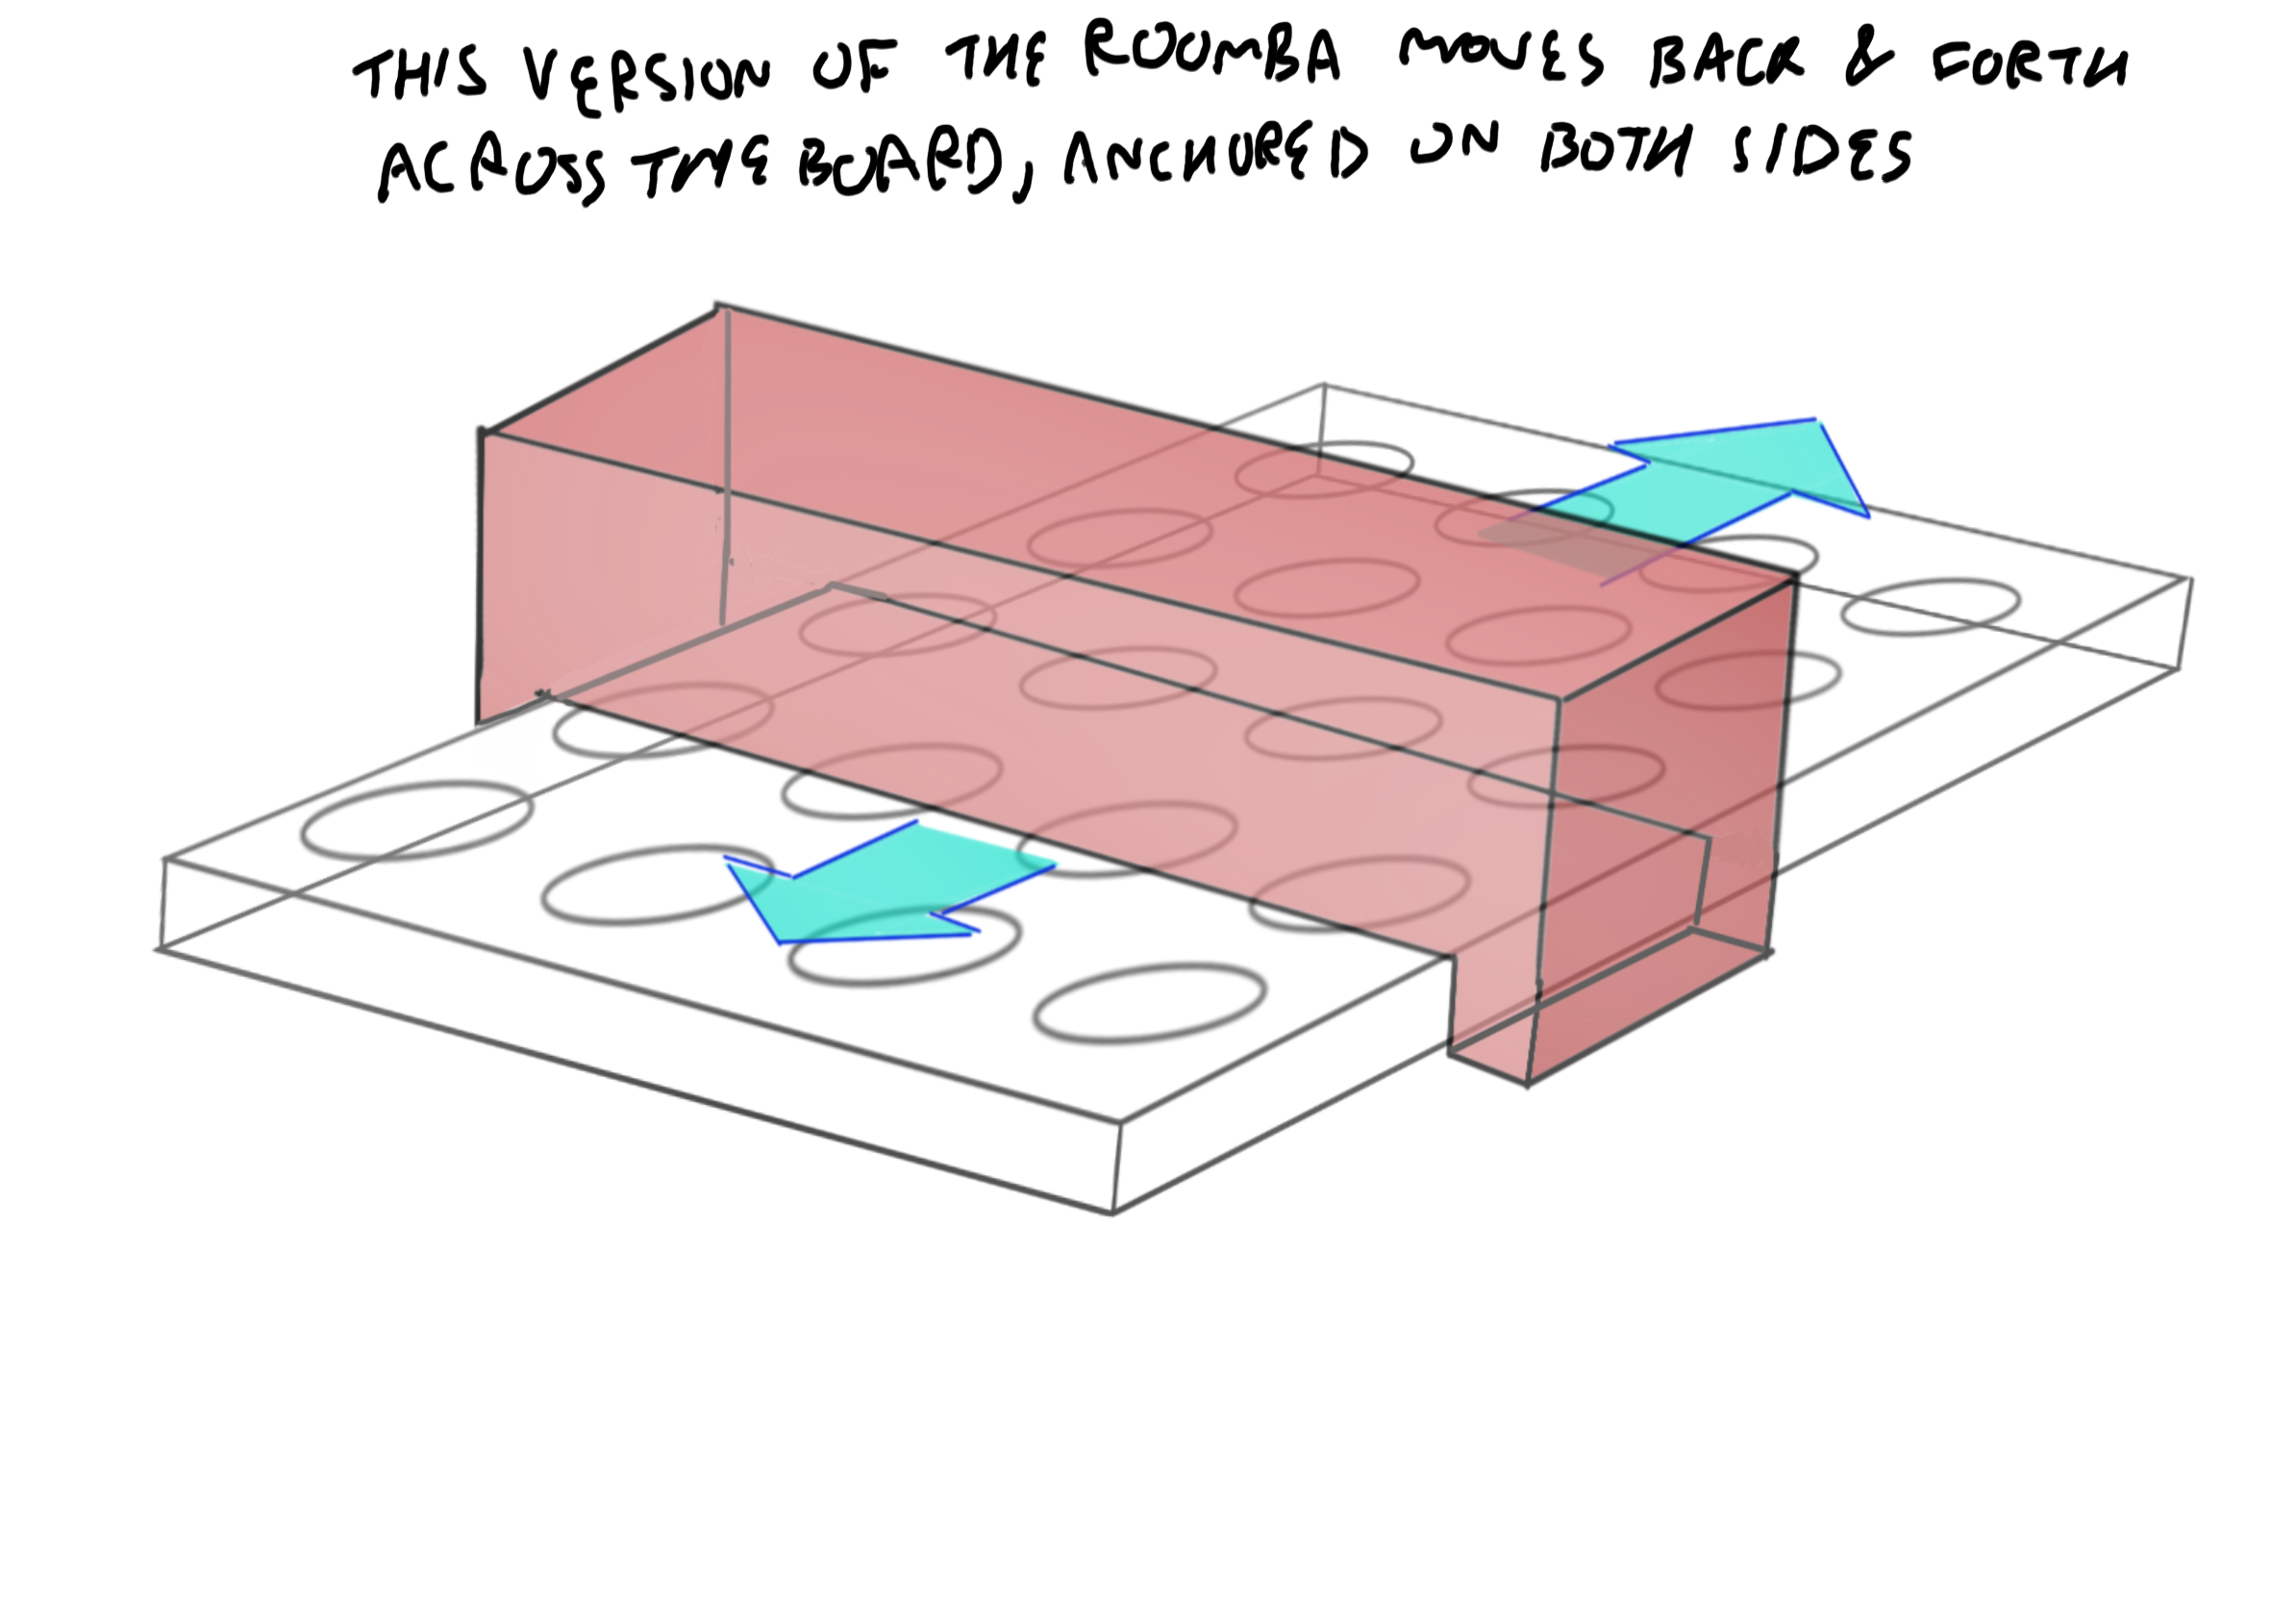 THIS VERSION OF THE ROOMBA MOVES BACK & FORTH
ACROSS THE BOARD, ANCHORED ON BOTH SIDES